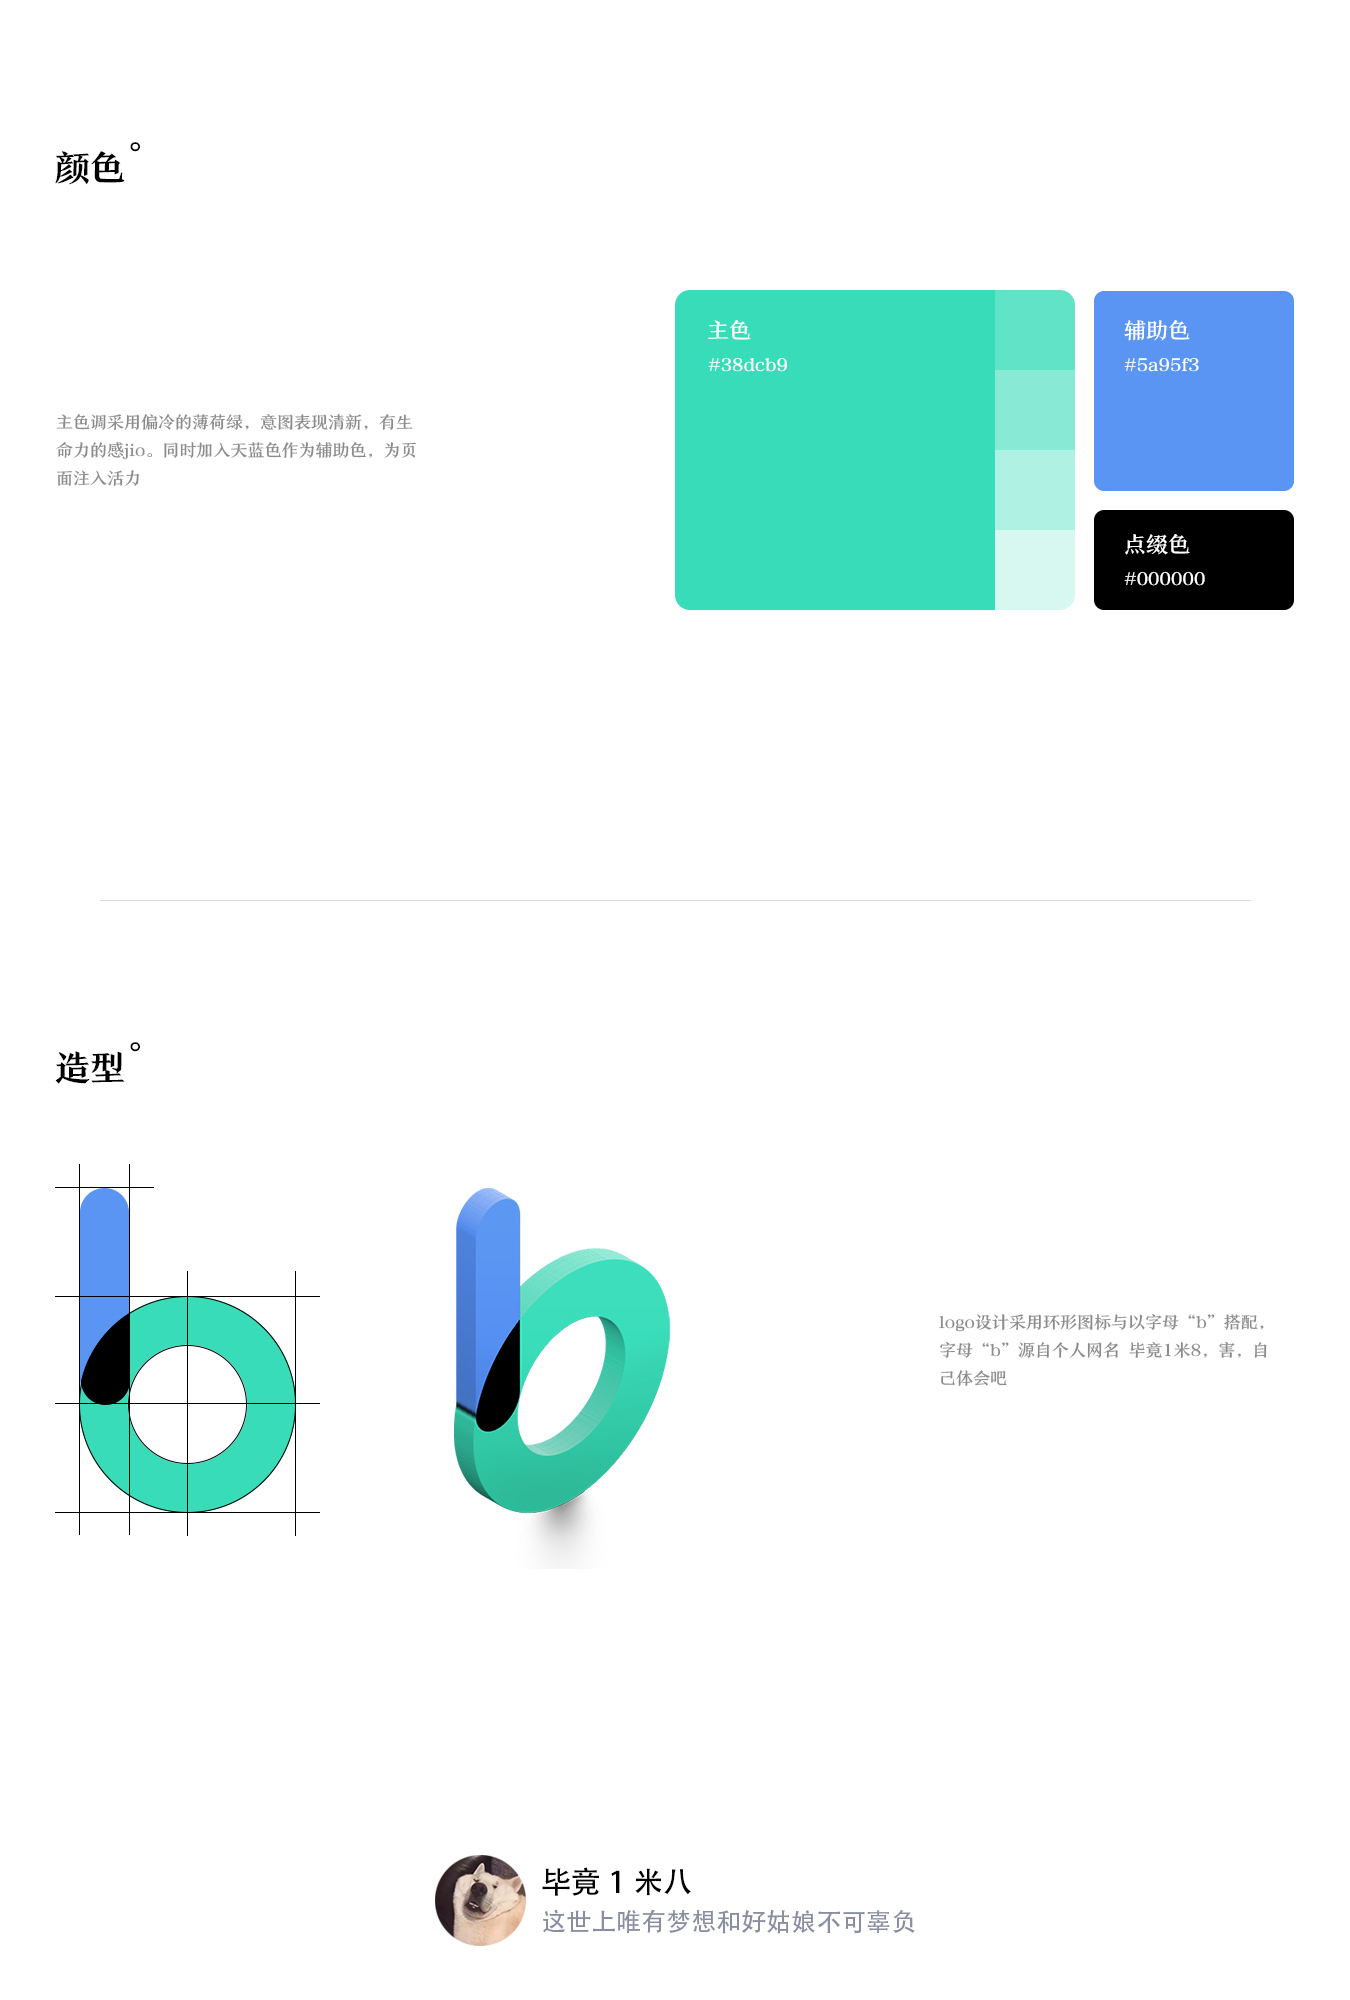 颜色°
主色调采用偏冷的薄荷绿，意图表现清新，有生
命力的感jio。同时加入天蓝色作为辅助色，为页
面注入活力
主色
#38dcb9
辅助色
#5a95f3
点缀色
#000000
造型°
logo设计采用环形图标与以字母“b”搭配，
字母“b”源自个人网名 毕竟1米8，害，自
己体会吧
毕竟 1 米八
这世上唯有梦想和好姑娘不可辜负